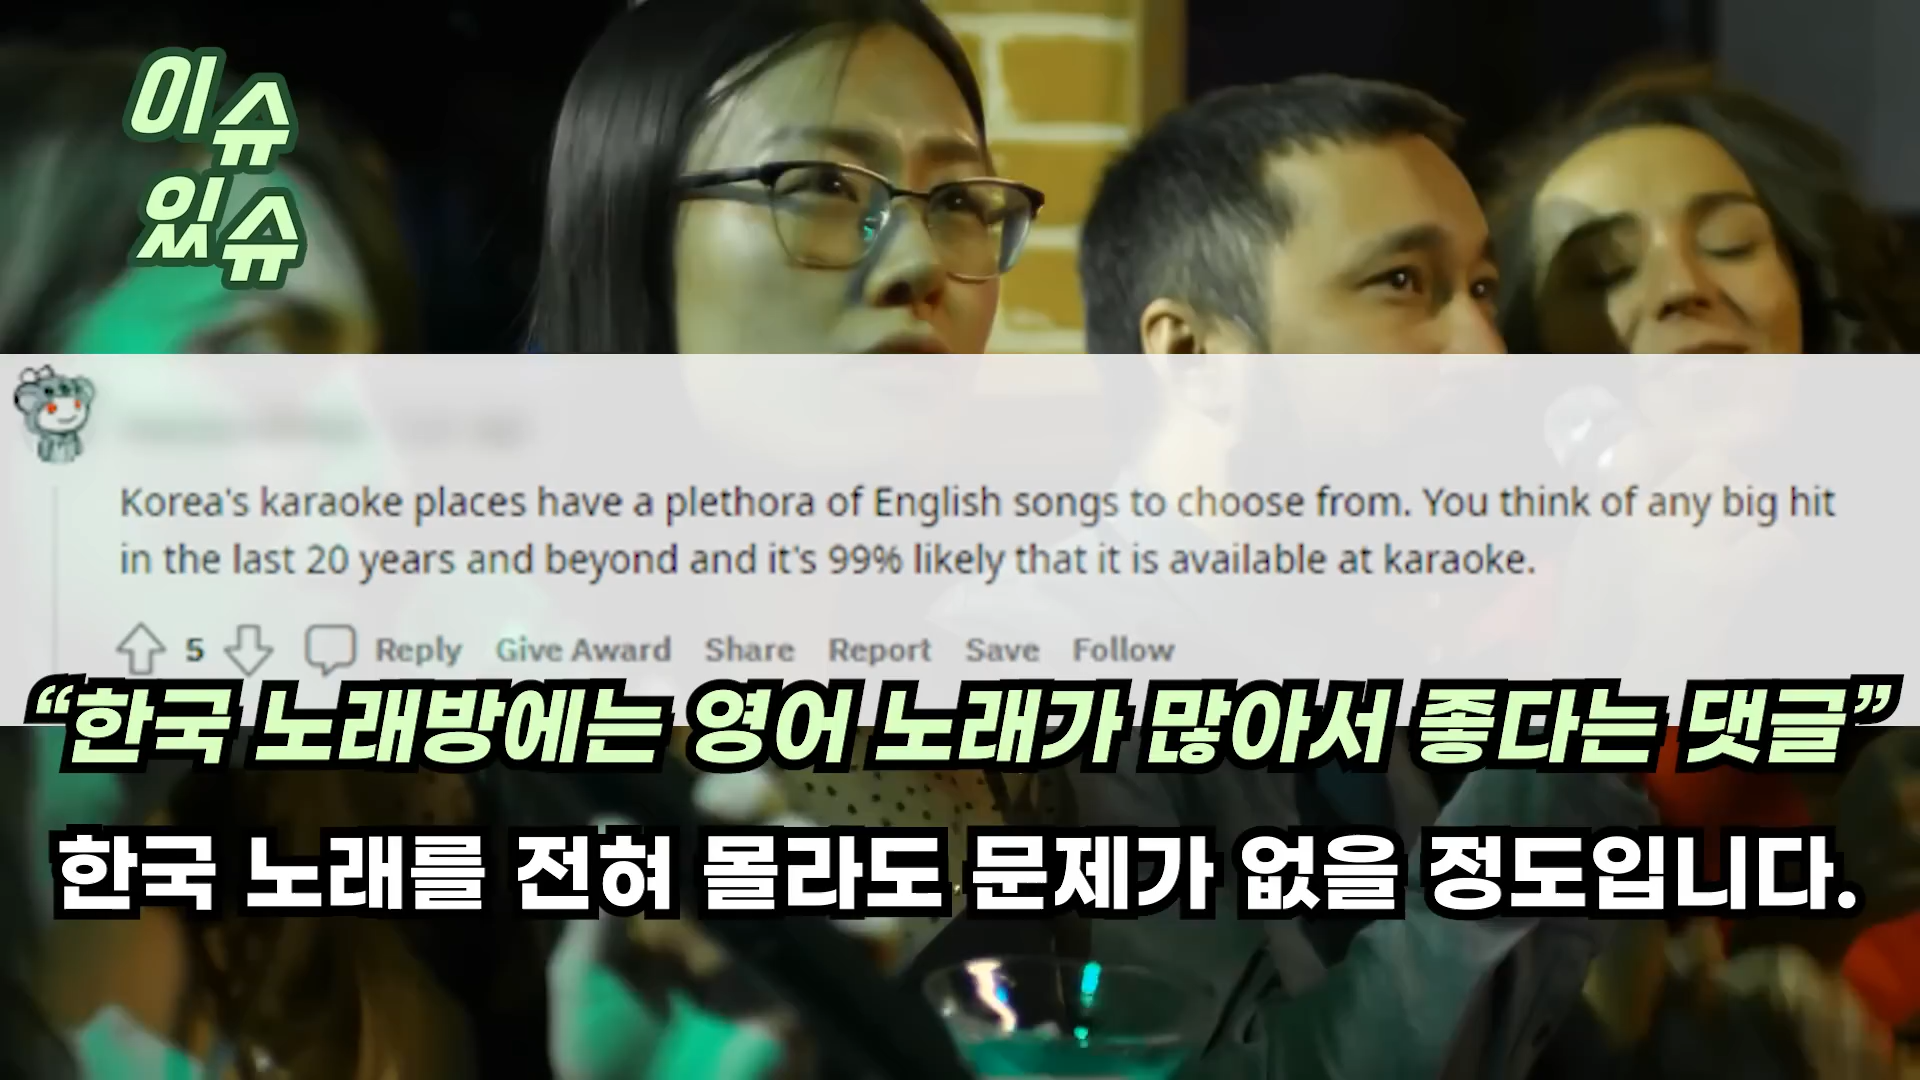 이슈
있슈
Korea's karaoke places have a plethora of English songs to choose from. You think of any big hit
in the last 20 years and beyond and it's 99% likely that it is available at karaoke.
5 Reply Give Award Share Report Save Follow
“한국 노래방에는 영어 노래가 많아서 좋다는 댓글”
한국 노래를 전혀 몰라도 문제가 없을 정도입니다.